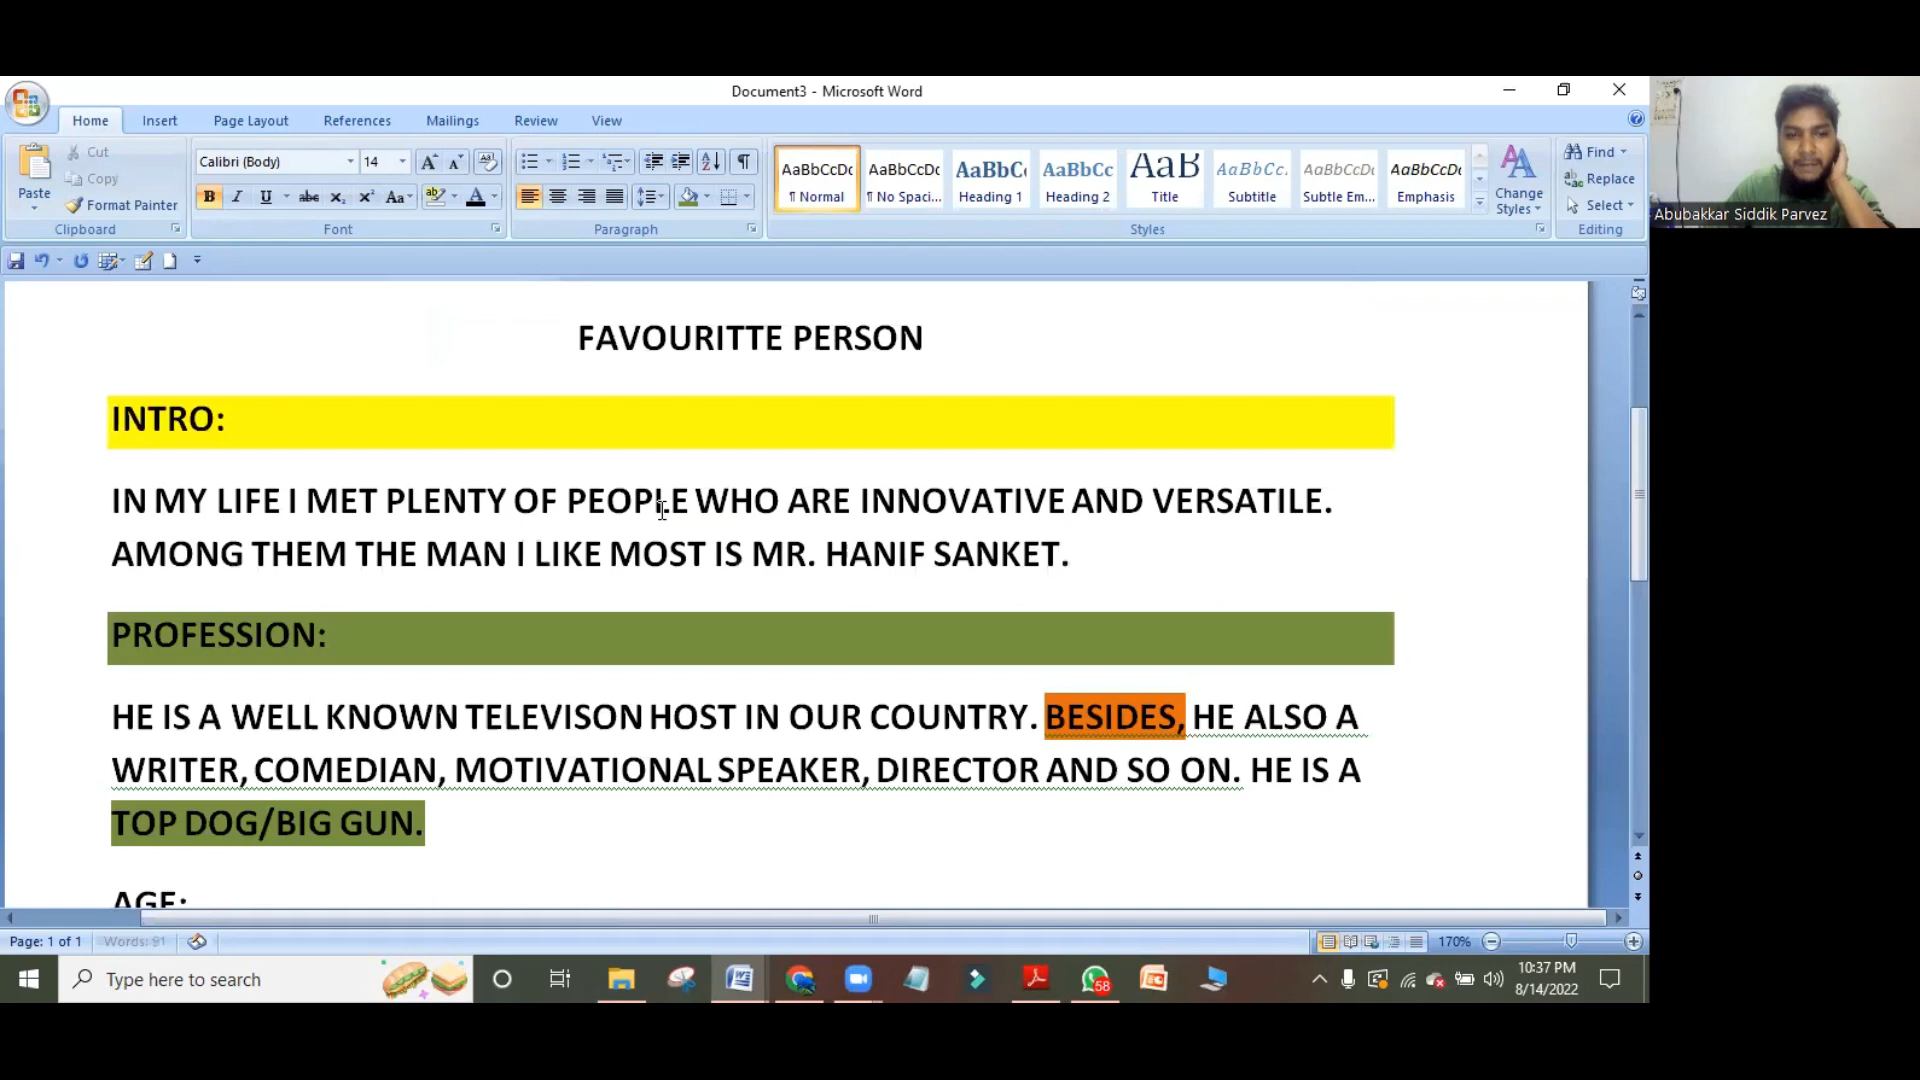 Document3 - Microsoft Word
Home Insert Page Layout References Mailings Review View
Paste
Cut
Copy
Format Painter
Clipboard
Calibri (Body) 14
Font
Paragraph
AaBbCcDc AaBbCcDc AaBbC AaBbCc AaB AaBbCc. AaBbCcDc AaBbCcDc
¶ Normal ¶ No Spaci... Heading 1 Heading 2 Title Subtitle Subtle Em... Emphasis
Change Styles
Styles
Find
Replace
Select
Editing
Abubakkar Siddik Parvez
FAVOURITTE PERSON
INTRO:
IN MY LIFE I MET PLENTY OF PEOPLE WHO ARE INNOVATIVE AND VERSATILE.
AMONG THEM THE MAN I LIKE MOST IS MR. HANIF SANKET.
PROFESSION:
HE IS A WELL KNOWN TELEVISON HOST IN OUR COUNTRY. BESIDES, HE ALSO A
WRITER, COMEDIAN, MOTIVATIONAL SPEAKER, DIRECTOR AND SO ON. HE IS A
TOP DOG/BIG GUN.
AGE:
Page: 1 of 1 Words: 91
170%
Type here to search
58
10:37 PM
8/14/2022